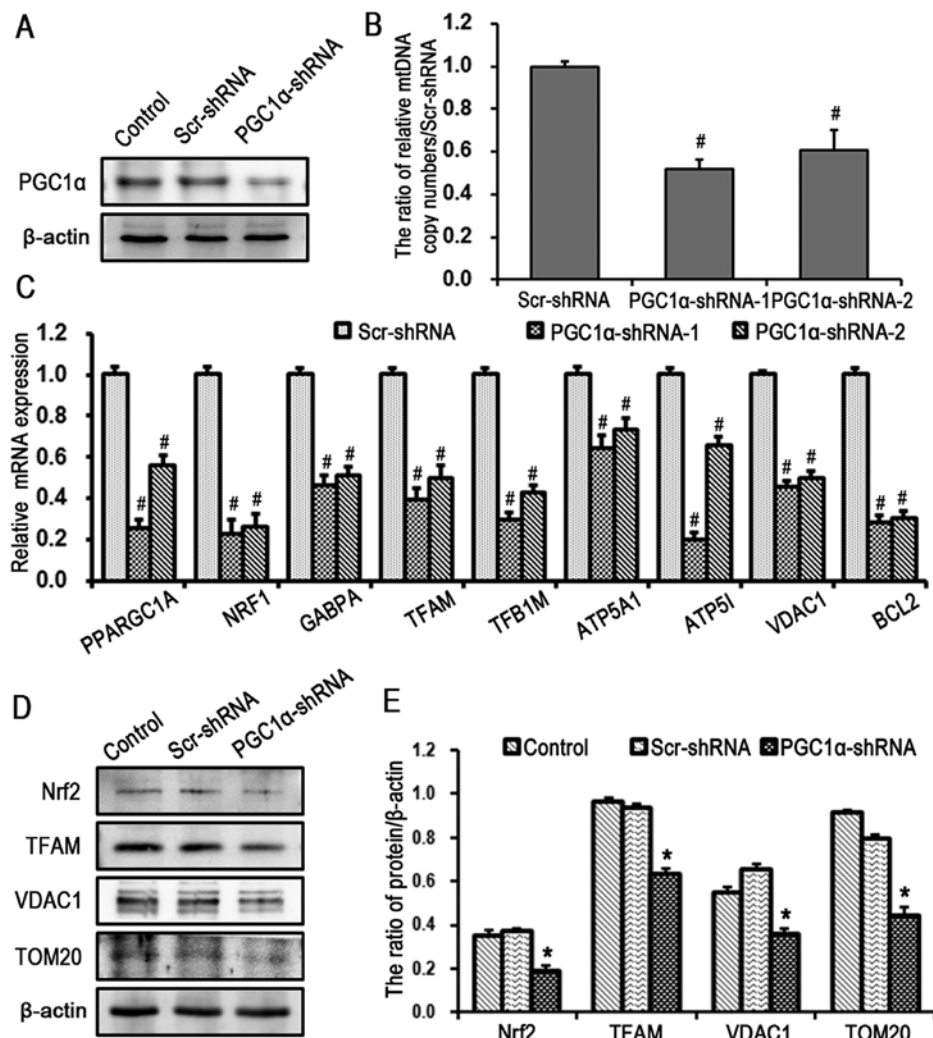 A
Control
Scr-shRNA
PGC1α-shRNA
PGC1α
β-actin
B
The ratio of relative mtDNA
copy numbers/Scr-shRNA
1.2
1.0
0.8
0.6
0.4
0.2
0.0
#
#
Scr-shRNA
PGC1α-shRNA-1
PGC1α-shRNA-2
C
Scr-shRNA
PGC1α-shRNA-1
PGC1α-shRNA-2
Relative mRNA expression
1.0
0.8
0.6
0.4
0.2
0.0
# #
# #
# #
# #
# #
# #
# #
# #
# #
PPARGC1A
NRF1
GABPA
TFAM
TFB1M
ATP5A1
ATP5I
VDAC1
BCL2
D
Control
Scr-shRNA
PGC1α-shRNA
Nrf2
TFAM
VDAC1
TOM20
β-actin
E
Control
Scr-shRNA
PGC1α-shRNA
The ratio of protein/β-actin
1.2
1.0
0.8
0.6
0.4
0.2
0.0
*
*
*
*
Nrf2
TFAM
VDAC1
TOM20